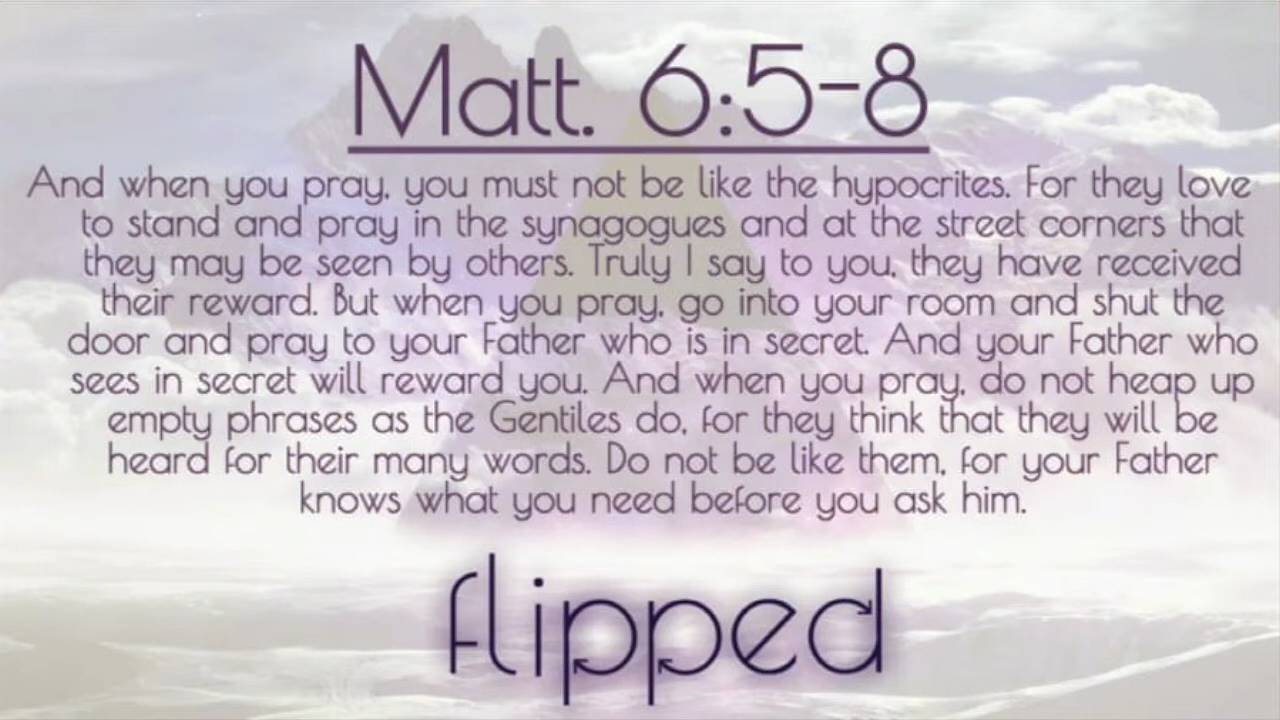 Matt. 6:5-8
And when you pray, you must not be like the hypocrites. For they love
to stand and pray in the synagogues and at the street corners that
they may be seen by others. Truly I say to you, they have received
their reward. But when you pray, go into your room and shut the
door and pray to your Father who is in secret. And your Father who
sees in secret will reward you. And when you pray, do not heap up
empty phrases as the Gentiles do, for they think that they will be
heard for their many words. Do not be like them, for your Father
knows what you need before you ask him.
flipped